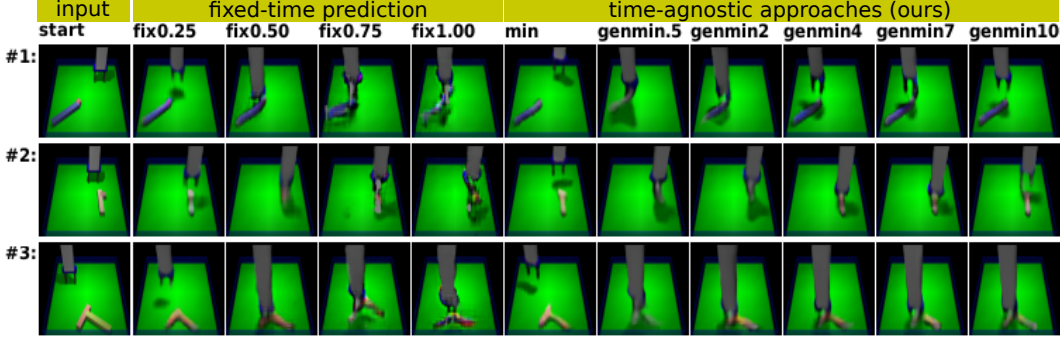 input fixed-time prediction time-agnostic approaches (ours)
start fix0.25 fix0.50 fix0.75 fix1.00 min genmin.5 genmin2 genmin4 genmin7 genmin10
#1:
#2:
#3: